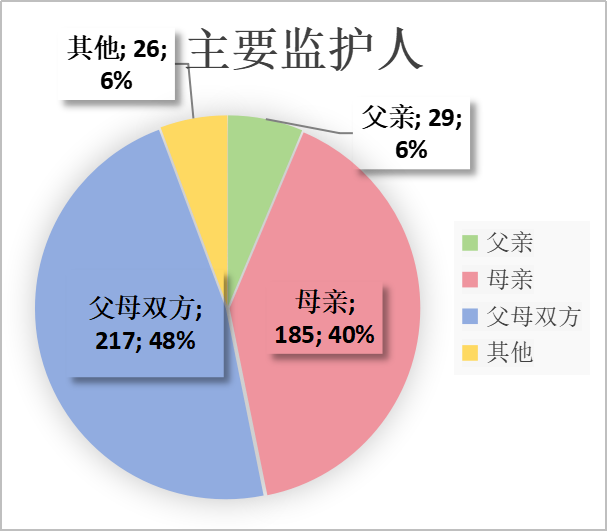 主要监护人
其他; 26;
6%
父亲; 29;
6%
父母双方;
217; 48%
母亲;
185; 40%
父亲
母亲
父母双方
其他